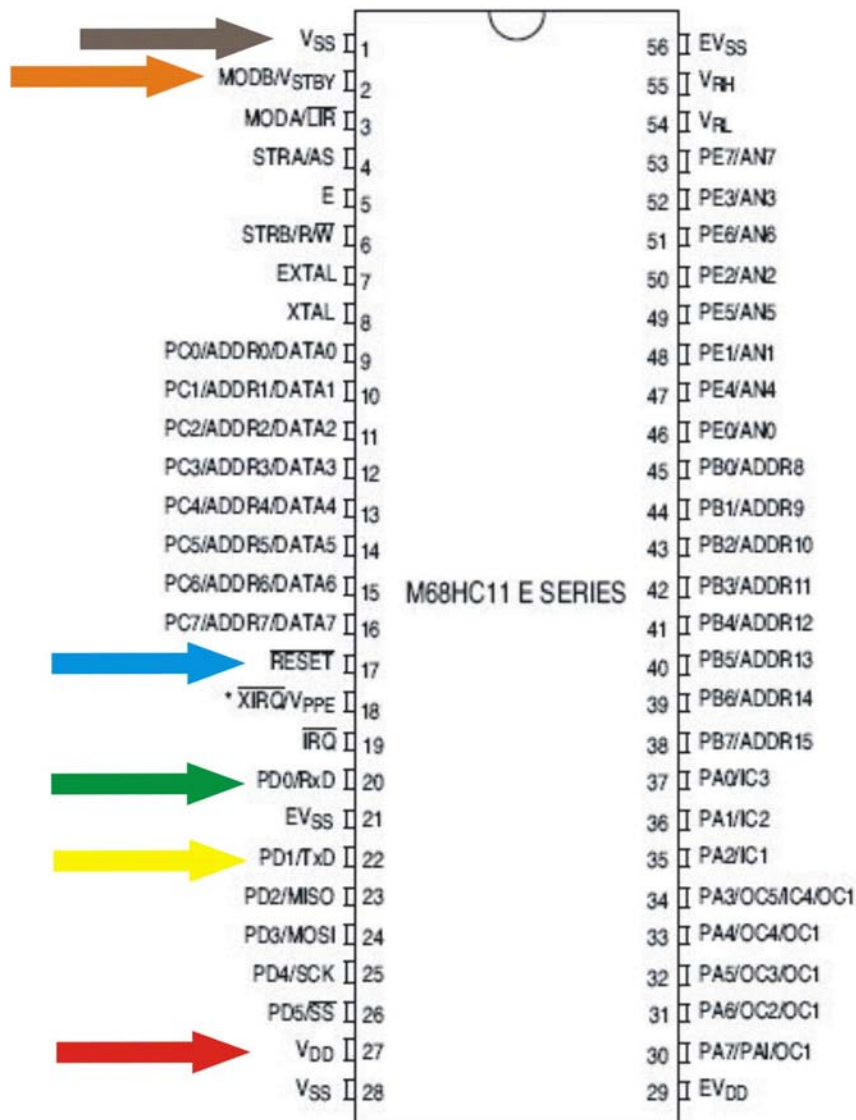 VSS 1
MODB/VSTBY 2
MODA/LIR 3
STRA/AS 4
E 5
STRB/R/W 6
EXTAL 7
XTAL 8
PC0/ADDR0/DATA0 9
PC1/ADDR1/DATA1 10
PC2/ADDR2/DATA2 11
PC3/ADDR3/DATA3 12
PC4/ADDR4/DATA4 13
PC5/ADDR5/DATA5 14
PC6/ADDR6/DATA6 15
PC7/ADDR7/DATA7 16
RESET 17
* XIRQ/VPPE 18
IRQ 19
PD0/RxD 20
EVSS 21
PD1/TxD 22
PD2/MISO 23
PD3/MOSI 24
PD4/SCK 25
PD5/SS 26
VDD 27
VSS 28
M68HC11 E SERIES
56 EVSS
55 VRH
54 VRL
53 PE7/AN7
52 PE3/AN3
51 PE6/AN6
50 PE2/AN2
49 PE5/AN5
48 PE1/AN1
47 PE4/AN4
46 PE0/AN0
45 PB0/ADDR8
44 PB1/ADDR9
43 PB2/ADDR10
42 PB3/ADDR11
41 PB4/ADDR12
40 PB5/ADDR13
39 PB6/ADDR14
38 PB7/ADDR15
37 PA0/IC3
36 PA1/IC2
35 PA2/IC1
34 PA3/OC5/IC4/OC1
33 PA4/OC4/OC1
32 PA5/OC3/OC1
31 PA6/OC2/OC1
30 PA7/PAI/OC1
29 EVDD